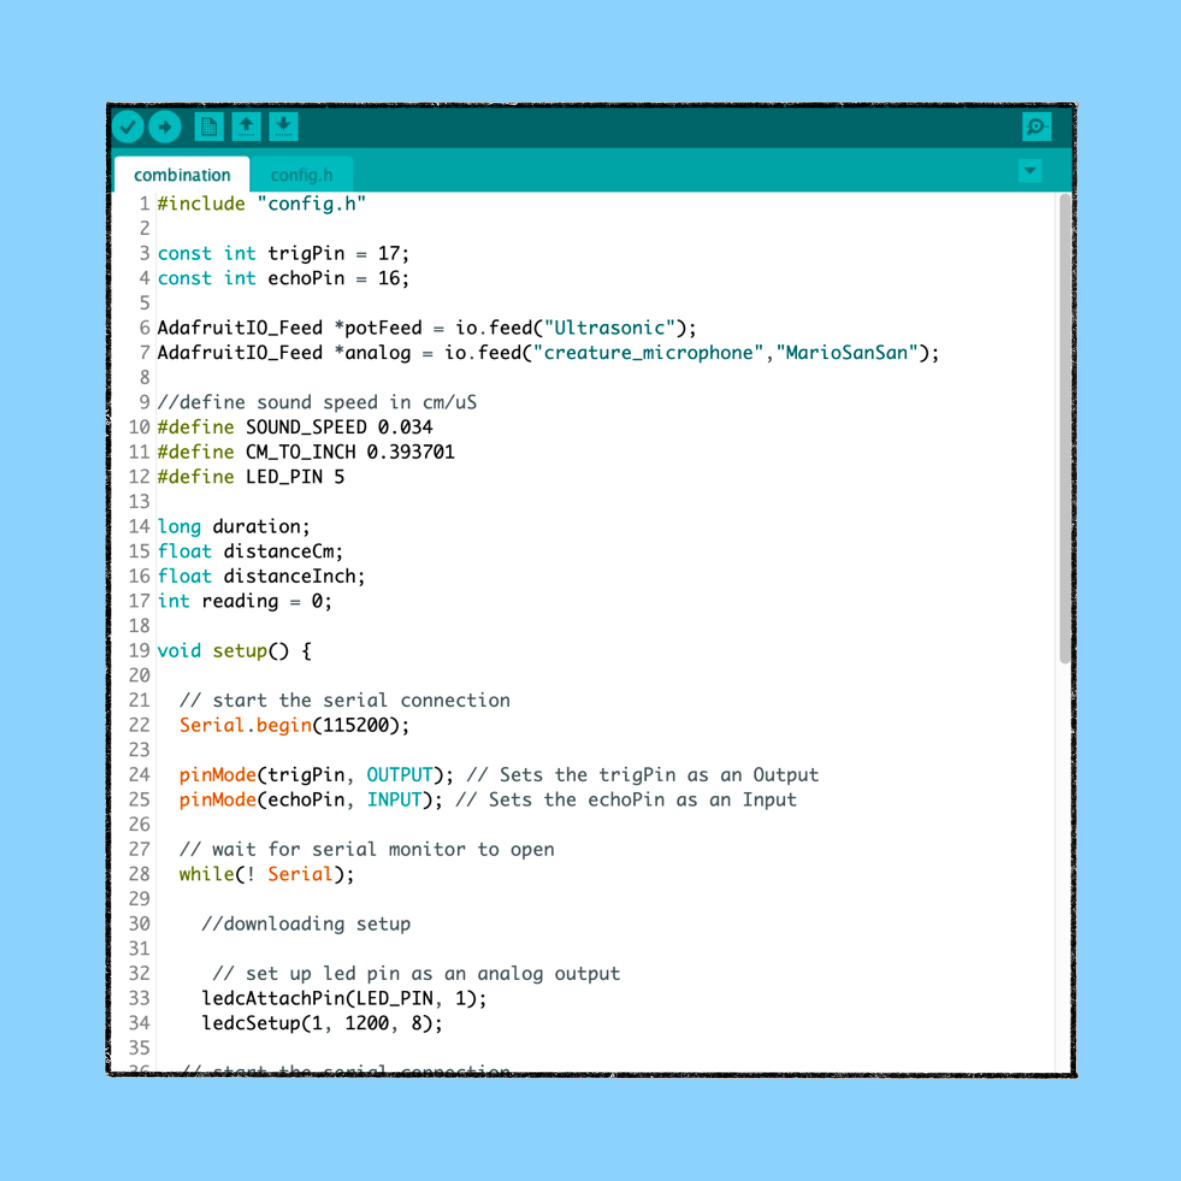 combination config.h
1 #include "config.h"
2
3 const int trigPin = 17;
4 const int echoPin = 16;
5
6 AdafruitIO_Feed *potFeed = io.feed("Ultrasonic");
7 AdafruitIO_Feed *analog = io.feed("creature_microphone","MarioSanSan");
8
9 //define sound speed in cm/uS
10 #define SOUND_SPEED 0.034
11 #define CM_TO_INCH 0.393701
12 #define LED_PIN 5
13
14 long duration;
15 float distanceCm;
16 float distanceInch;
17 int reading = 0;
18
19 void setup() {
20
21 // start the serial connection
22 Serial.begin(115200);
23
24 pinMode(trigPin, OUTPUT); // Sets the trigPin as an Output
25 pinMode(echoPin, INPUT); // Sets the echoPin as an Input
26
27 // wait for serial monitor to open
28 while(! Serial);
29
30 //downloading setup
31
32 // set up led pin as an analog output
33 ledcAttachPin(LED_PIN, 1);
34 ledcSetup(1, 1200, 8);
35
36 // start the serial connection